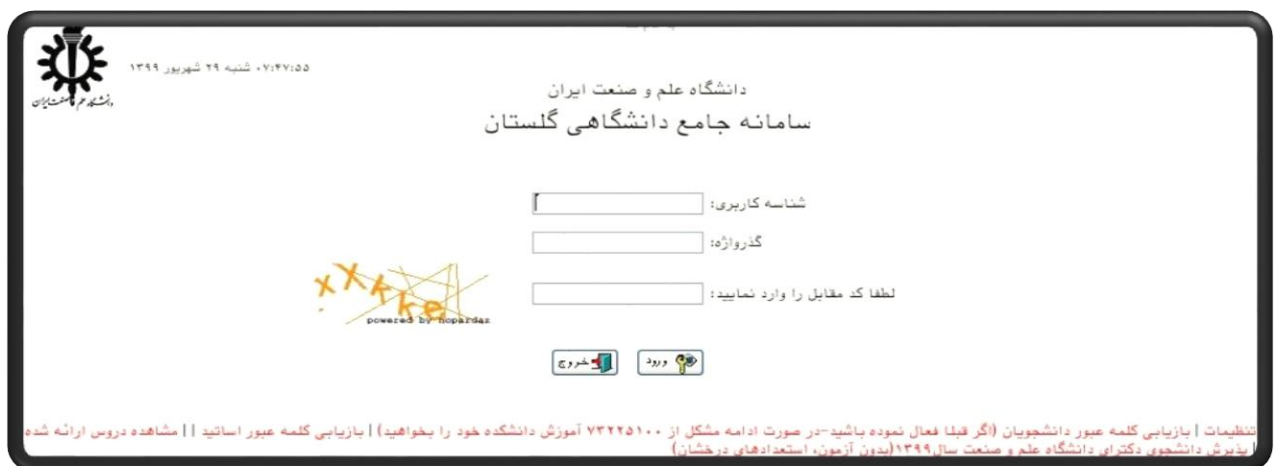 ۰۷:۴۷:۵۵ شنبه ۲۹ شهریور ۱۳۹۹
دانشگاه علم و صنعت ایران
سامانه جامع دانشگاهی گلستان
شناسه کاربری:
گذرواژه:
لطفا کد مقابل را وارد نمایید:
xXkke
powered by nopardaz
ورود
خروج
تنظیمات | بازیابی کلمه عبور دانشجویان (اگر قبلا فعال نموده باشید-در صورت ادامه مشکل از ۷۳۲۲۵۱۰۰ آموزش دانشکده خود را بخواهید) | بازیابی کلمه عبور اساتید | | مشاهده دروس ارائه شده
| پذیرش دانشجوی دکترای دانشگاه علم و صنعت سال۱۳۹۹(بدون آزمون، استعدادهای درخشان)